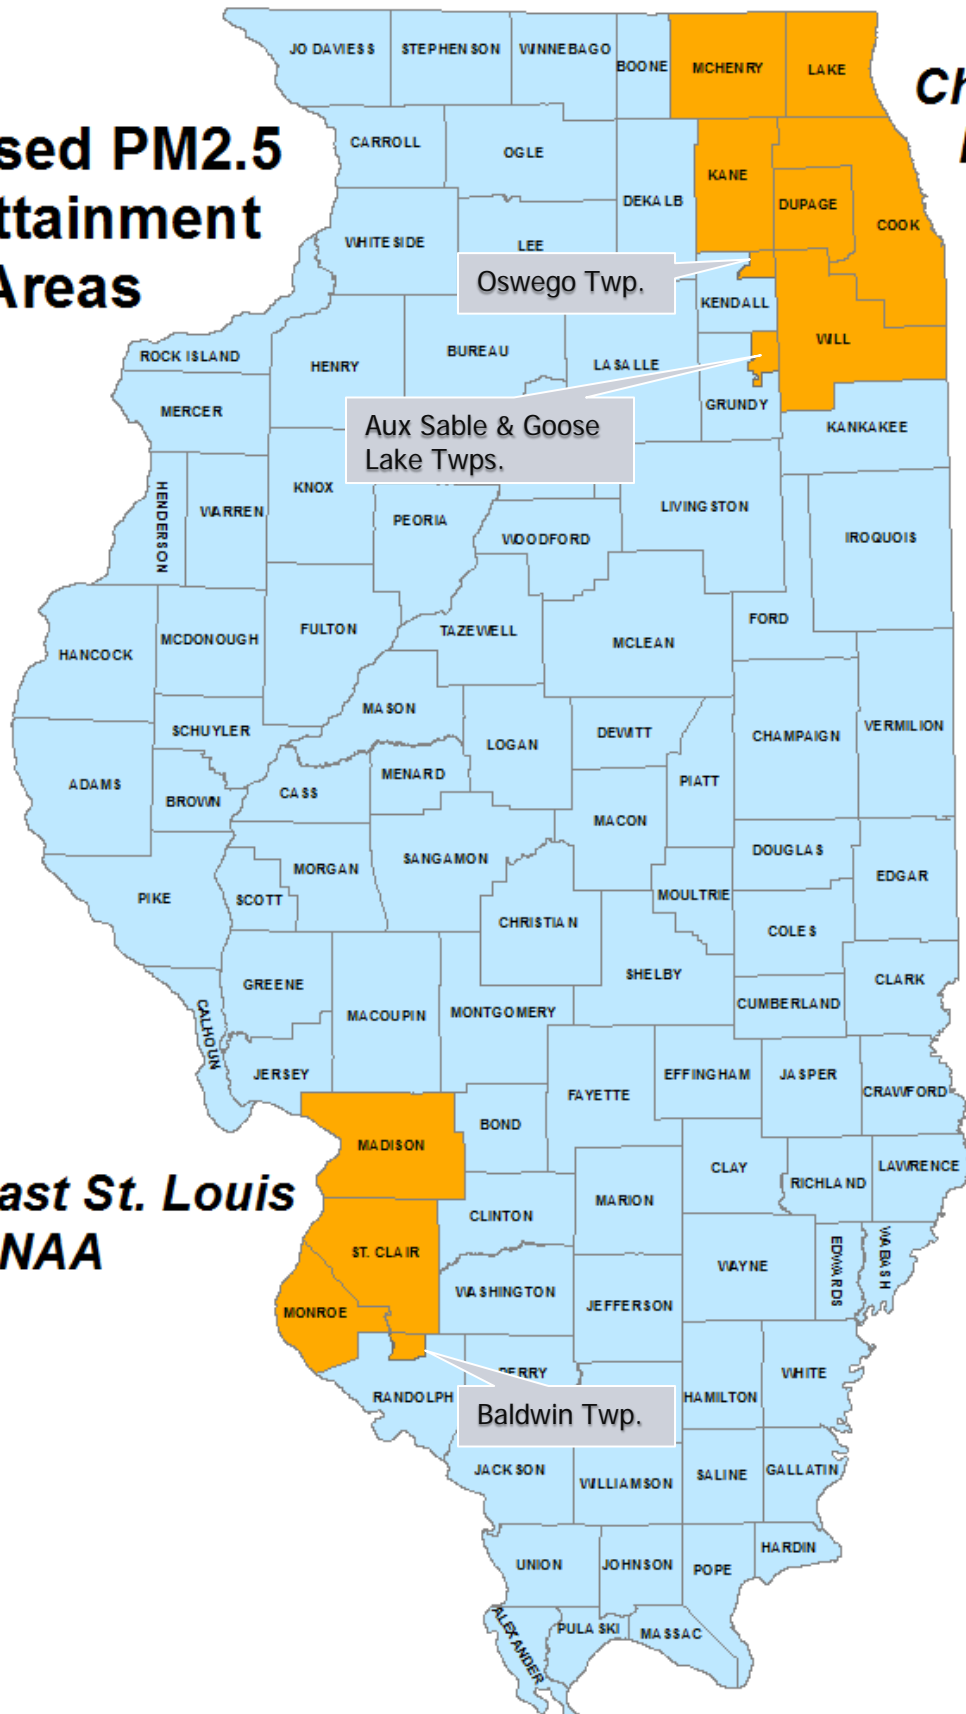 JO DAVIESS
STEPHENSON
WINNEBAGO
BOONE
MCHENRY
LAKE
Ch
sed PM2.5
ttainment
Areas
CARROLL
OGLE
DEKALB
KANE
DUPAGE
COOK
WHITESIDE
LEE
Oswego Twp.
KENDALL
WILL
ROCK ISLAND
HENRY
BUREAU
LASALLE
MERCER
GRUNDY
KANKAKEE
Aux Sable & Goose
Lake Twps.
HENDERSON
WARREN
KNOX
PEORIA
WOODFORD
LIVINGSTON
IROQUOIS
HANCOCK
MCDONOUGH
FULTON
TAZEWELL
MCLEAN
FORD
SCHUYLER
MASON
LOGAN
DEWITT
CHAMPAIGN
VERMILION
ADAMS
BROWN
CASS
MENARD
PIATT
MACON
PIKE
SCOTT
MORGAN
SANGAMON
DOUGLAS
EDGAR
CHRISTIAN
MOULTRIE
COLES
CALHOUN
GREENE
MACOUPIN
MONTGOMERY
SHELBY
CUMBERLAND
CLARK
JERSEY
FAYETTE
EFFINGHAM
JASPER
CRAWFORD
MADISON
BOND
CLAY
RICHLAND
LAWRENCE
ast St. Louis
NAA
CLINTON
MARION
ST. CLAIR
WAYNE
EDWARDS
WABASH
MONROE
WASHINGTON
JEFFERSON
RANDOLPH
PERRY
HAMILTON
WHITE
Baldwin Twp.
JACKSON
WILLIAMSON
SALINE
GALLATIN
UNION
JOHNSON
POPE
HARDIN
ALEXANDER
PULASKI
MASSAC